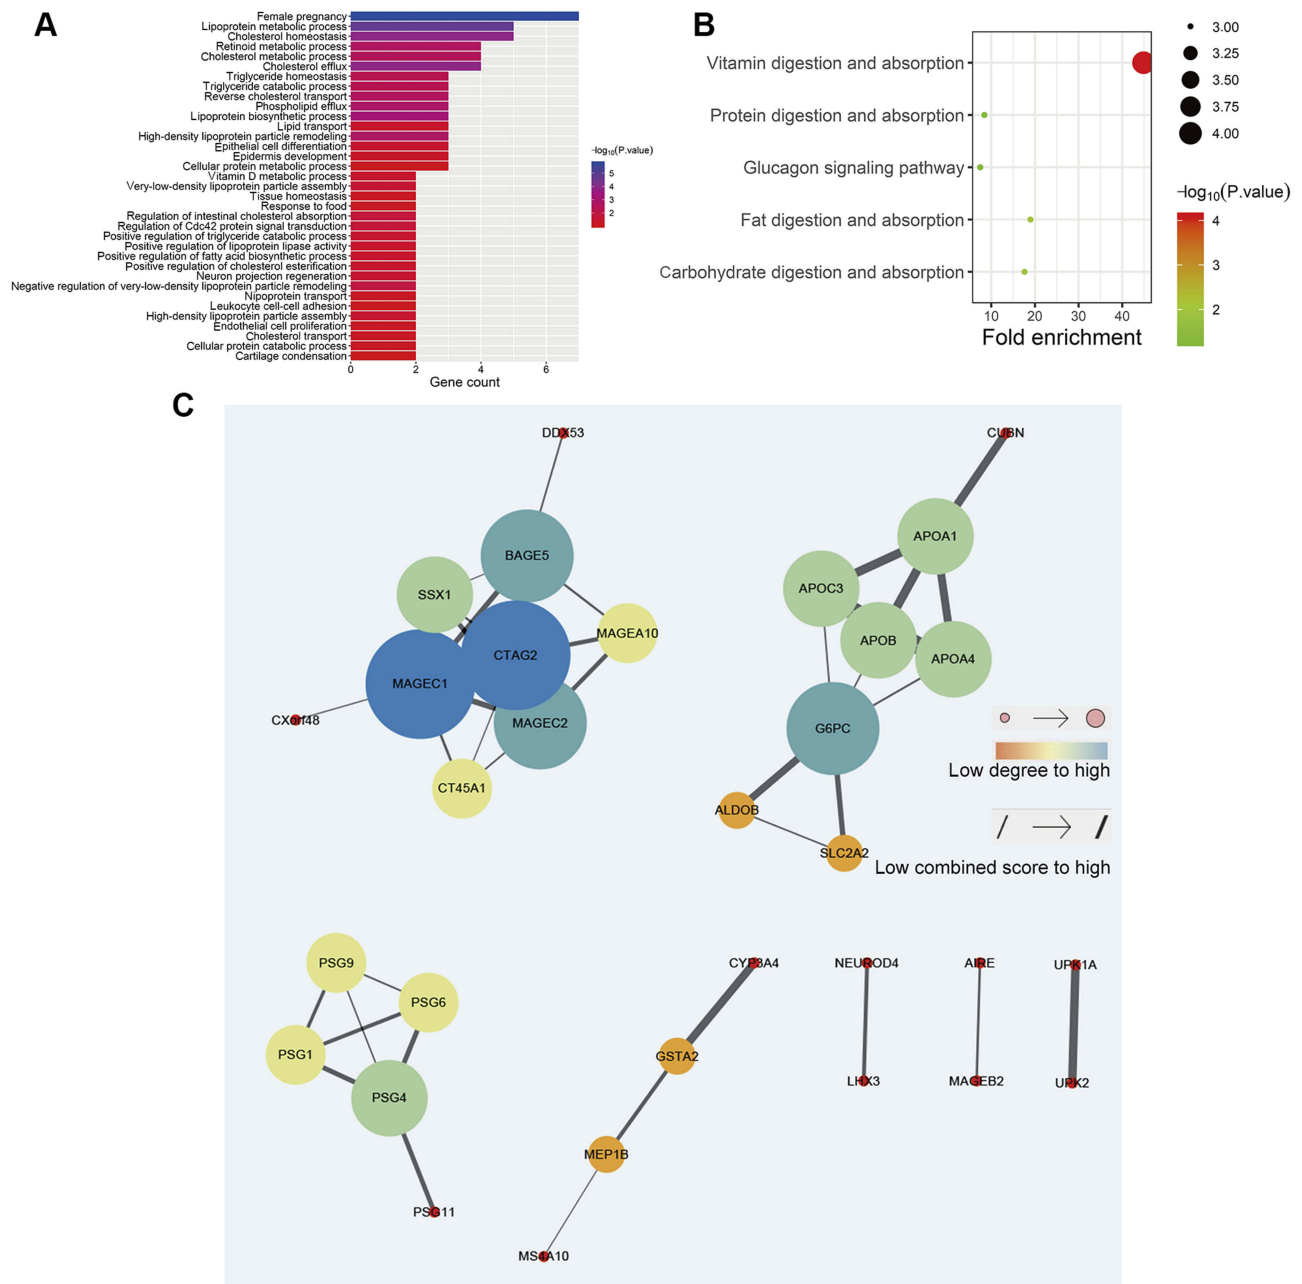 A
Female pregnancy
Lipoprotein metabolic process
Cholesterol homeostasis
Retinoid metabolic process
Cholesterol metabolic process
Cholesterol efflux
Triglyceride homeostasis
Triglyceride catabolic process
Reverse cholesterol transport
Phospholipid efflux
Lipoprotein biosynthetic process
Lipid transport
High-density lipoprotein particle remodeling
Epithelial cell differentiation
Epidermis development
Cellular protein metabolic process
Vitamin D metabolic process
Very-low-density lipoprotein particle assembly
Tissue homeostasis
Response to food
Regulation of intestinal cholesterol absorption
Regulation of Cdc42 protein signal transduction
Positive regulation of triglyceride catabolic process
Positive regulation of lipoprotein lipase activity
Positive regulation of fatty acid biosynthetic process
Positive regulation of cholesterol esterification
Neuron projection regeneration
Negative regulation of very-low-density lipoprotein particle remodeling
Nipoprotein transport
Leukocyte cell-cell adhesion
High-density lipoprotein particle assembly
Endothelial cell proliferation
Cholesterol transport
Cellular protein catabolic process
Cartilage condensation
0 2 4 6
Gene count
-log10(P.value)
5
4
3
2
B
Vitamin digestion and absorption
Protein digestion and absorption
Glucagon signaling pathway
Fat digestion and absorption
Carbohydrate digestion and absorption
10 20 30 40
Fold enrichment
3.00
3.25
3.50
3.75
4.00
-log10(P.value)
4
3
2
C
DDX53
BAGE5
SSX1
MAGEA10
CTAG2
MAGEC1
CXorf48
MAGEC2
CT45A1
CUBN
APOA1
APOC3
APOB
APOA4
G6PC
ALDOB
SLC2A2
Low degree to high
Low combined score to high
PSG9
PSG6
PSG1
PSG4
PSG11
CYP3A4
GSTA2
MEP1B
MS4A10
NEUROD4
LHX3
AIRE
MAGEB2
UPK1A
UPK2